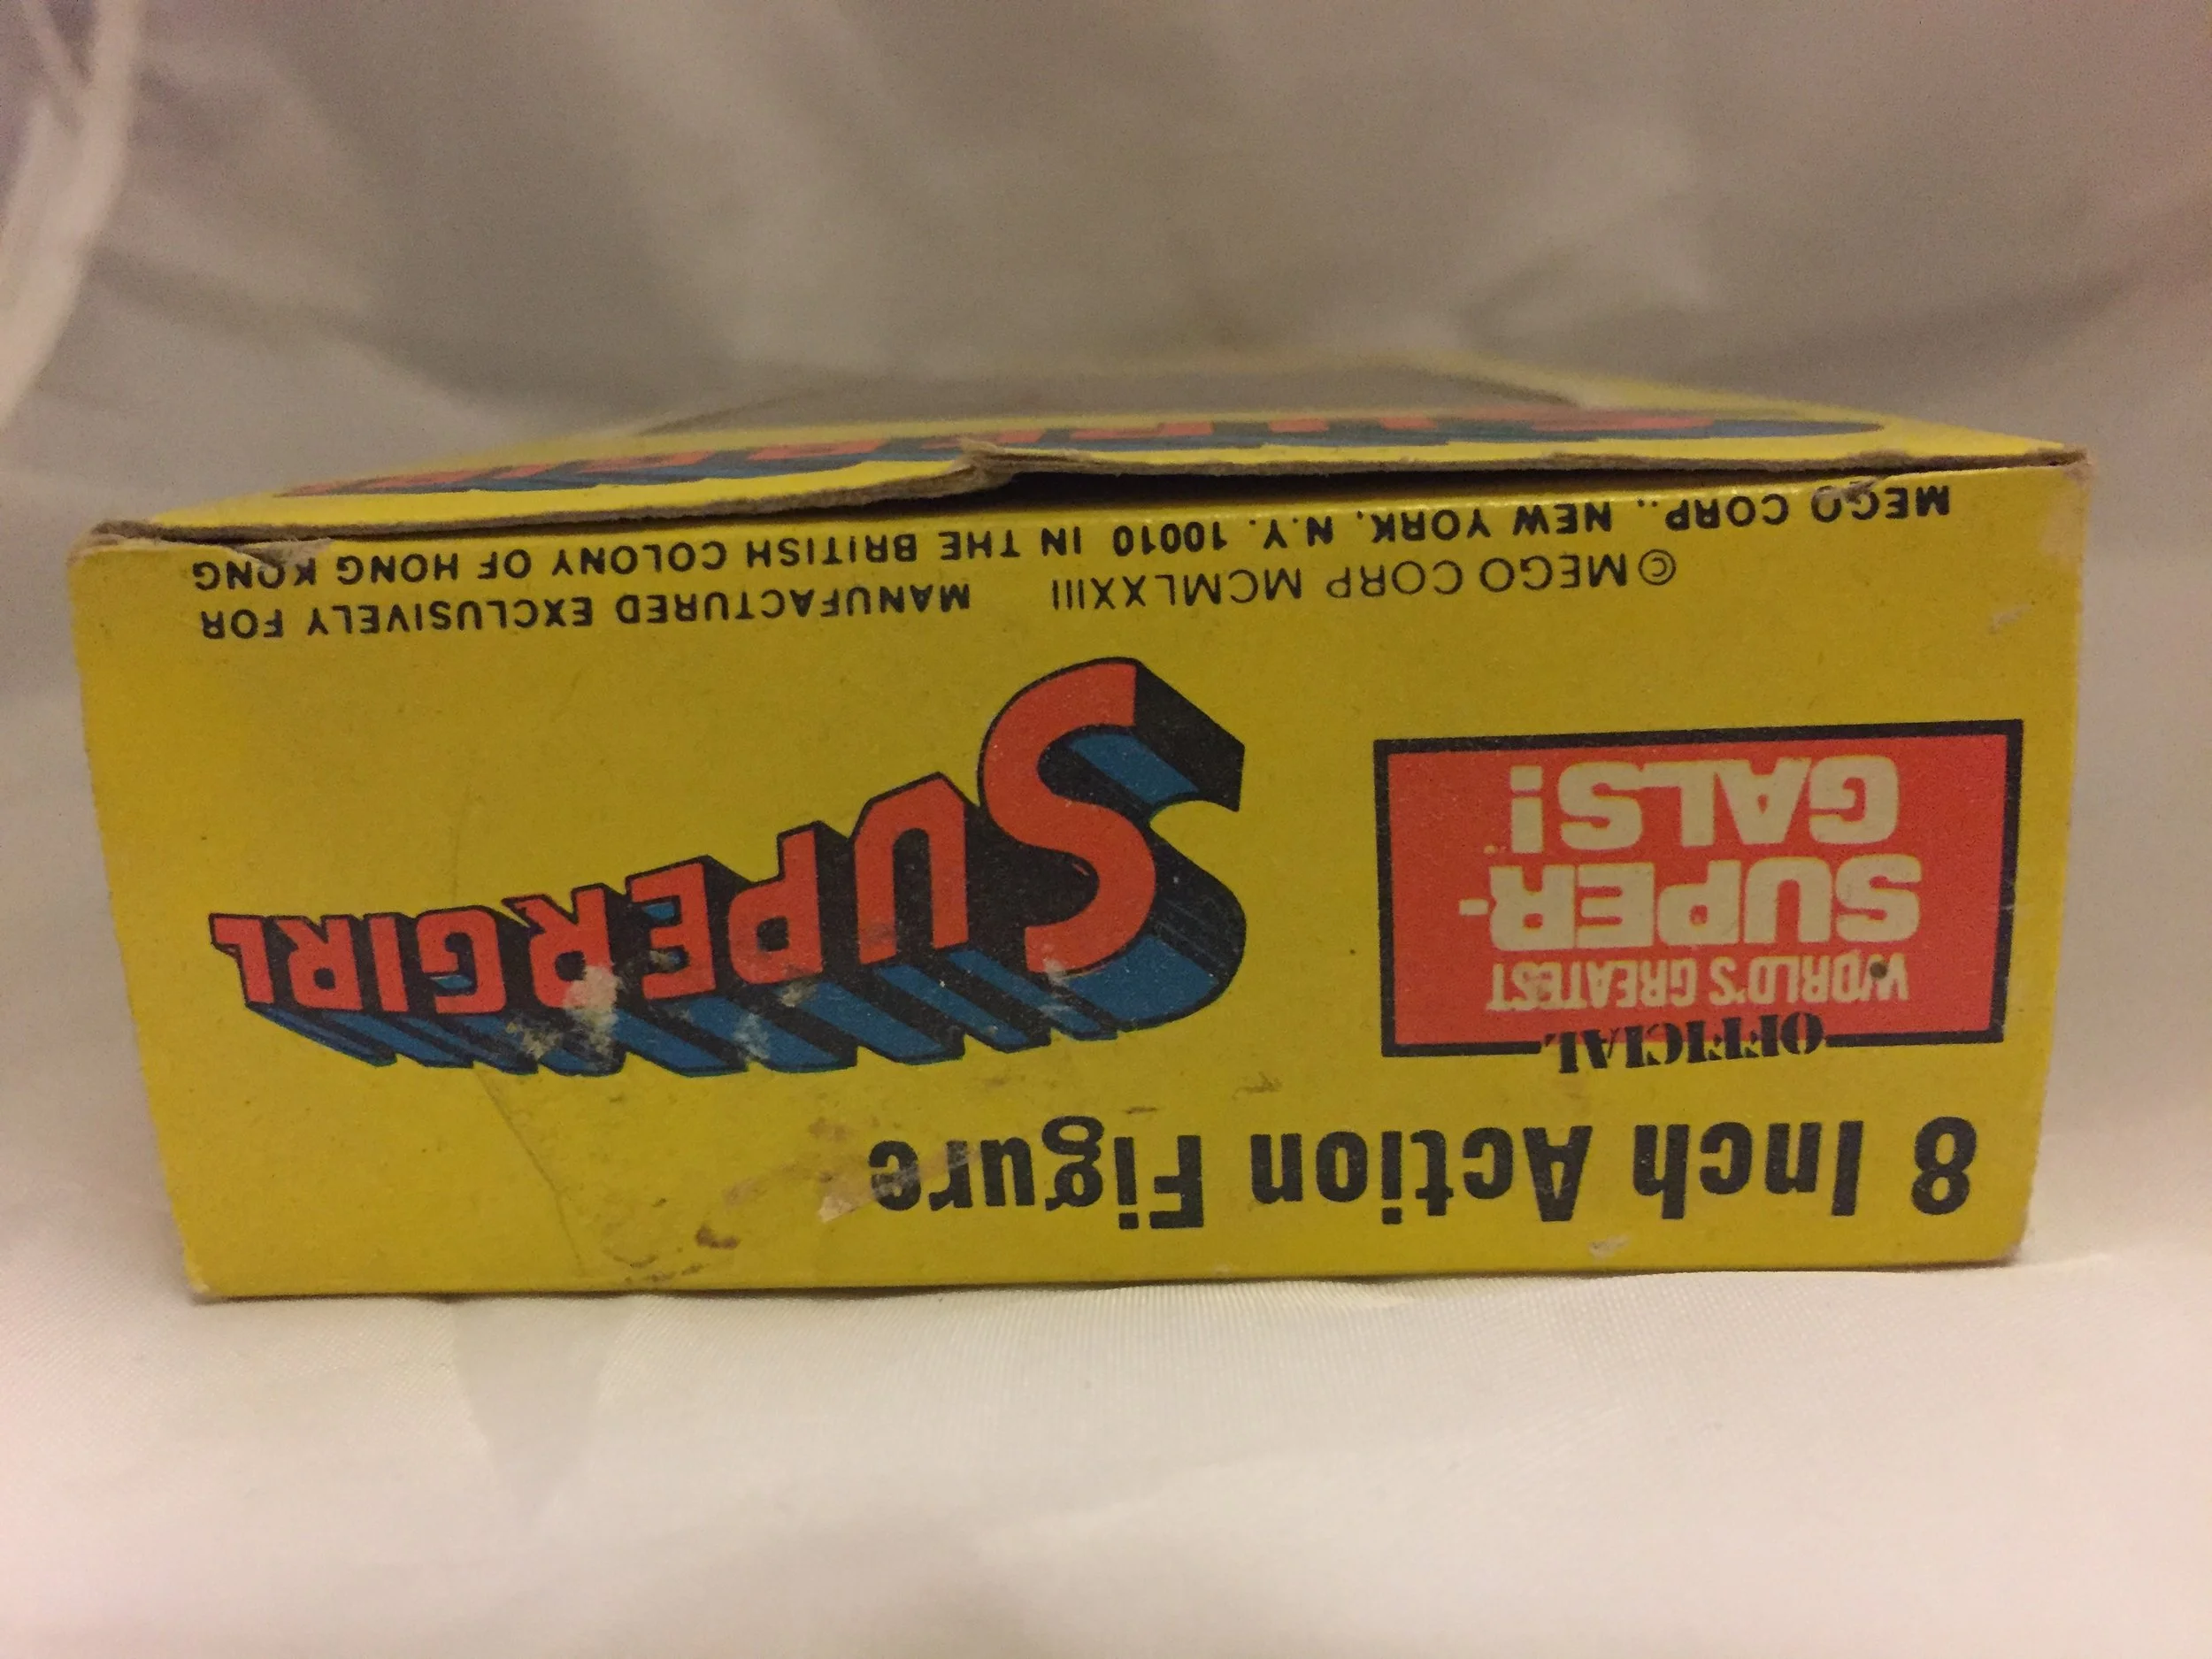 8 Inch Action Figure
OFFICIAL
WORLD'S GREATEST
SUPER-
GALS!
SUPERGIRL
© MEGO CORP MCMLXXIII MANUFACTURED EXCLUSIVELY FOR
MEGO CORP., NEW YORK, N.Y. 10010 IN THE BRITISH COLONY OF HONG KONG